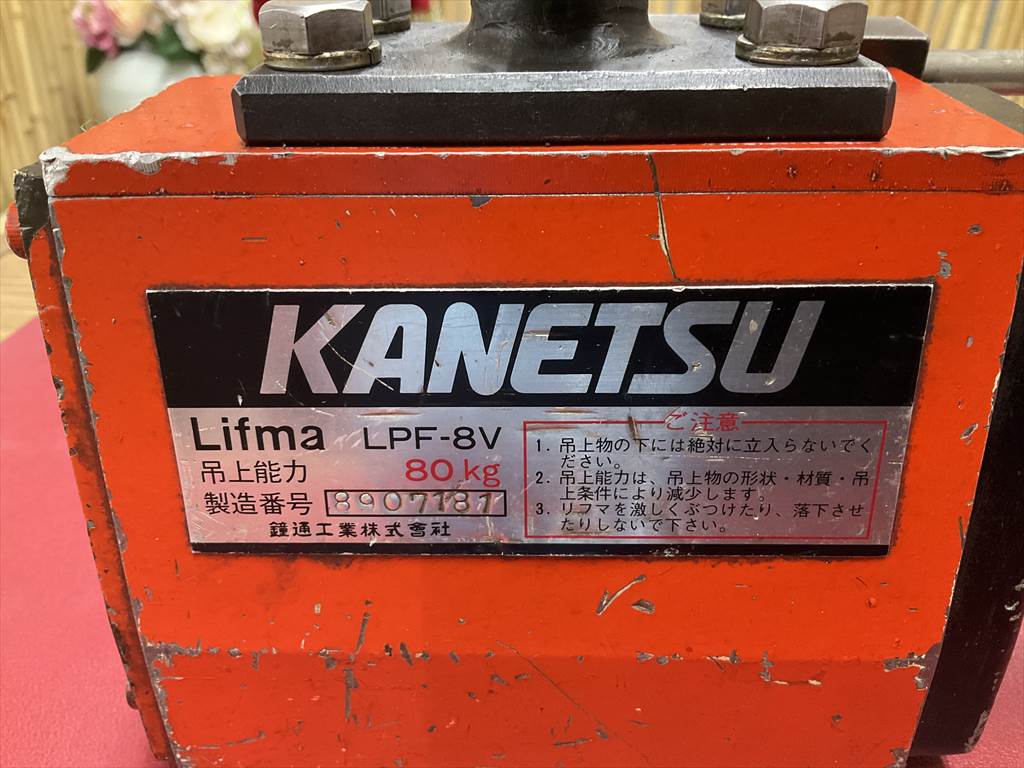 KANETSU
Lifma LPF-8V
吊上能力 80kg
製造番号 8907181
鐘通工業株式會社
ご注意
1. 吊上物の下には絶対に立入らないでく
ださい。
2. 吊上能力は、吊上物の形状・材質・吊
上条件により減少します。
3. リフマを激しくぶつけたり、落下させ
たりしないで下さい。